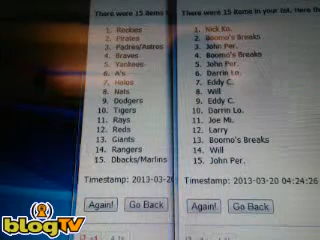 There were 15 items
1. Rockies
2. Pirates
3. Padres/Astros
4. Braves
5. Yankees
6. A's
7. Halos
8. Nats
9. Dodgers
10. Tigers
11. Rays
12. Reds
13. Giants
14. Rangers
15. Dbacks/Marlins
Timestamp: 2013-03-20
Again! Go Back
There were 15 items in your list. Here the
1. Nick Ko.
2. Boomo's Breaks
3. John Per.
4. Boomo's Breaks
5. John Per.
6. Darrin Lo.
7. Eddy C.
8. Will
9. Eddy C.
10. Darrin Lo.
11. Joe Mi.
12. Larry
13. Boomo's Breaks
14. Will
15. John Per.
Timestamp: 2013-03-20 04:24:26
Again! Go Back
blogTV